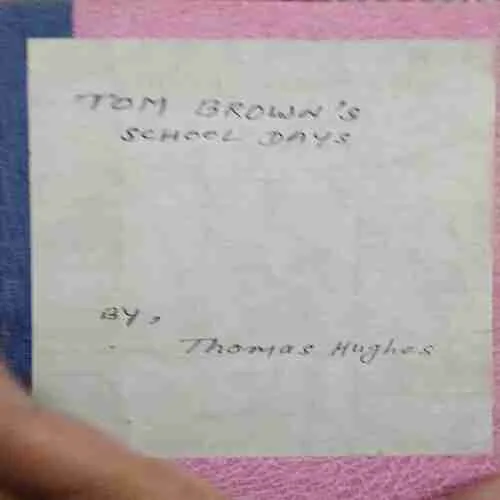 TOM BROWN'S
SCHOOL DAYS
BY,
Thomas Hughes